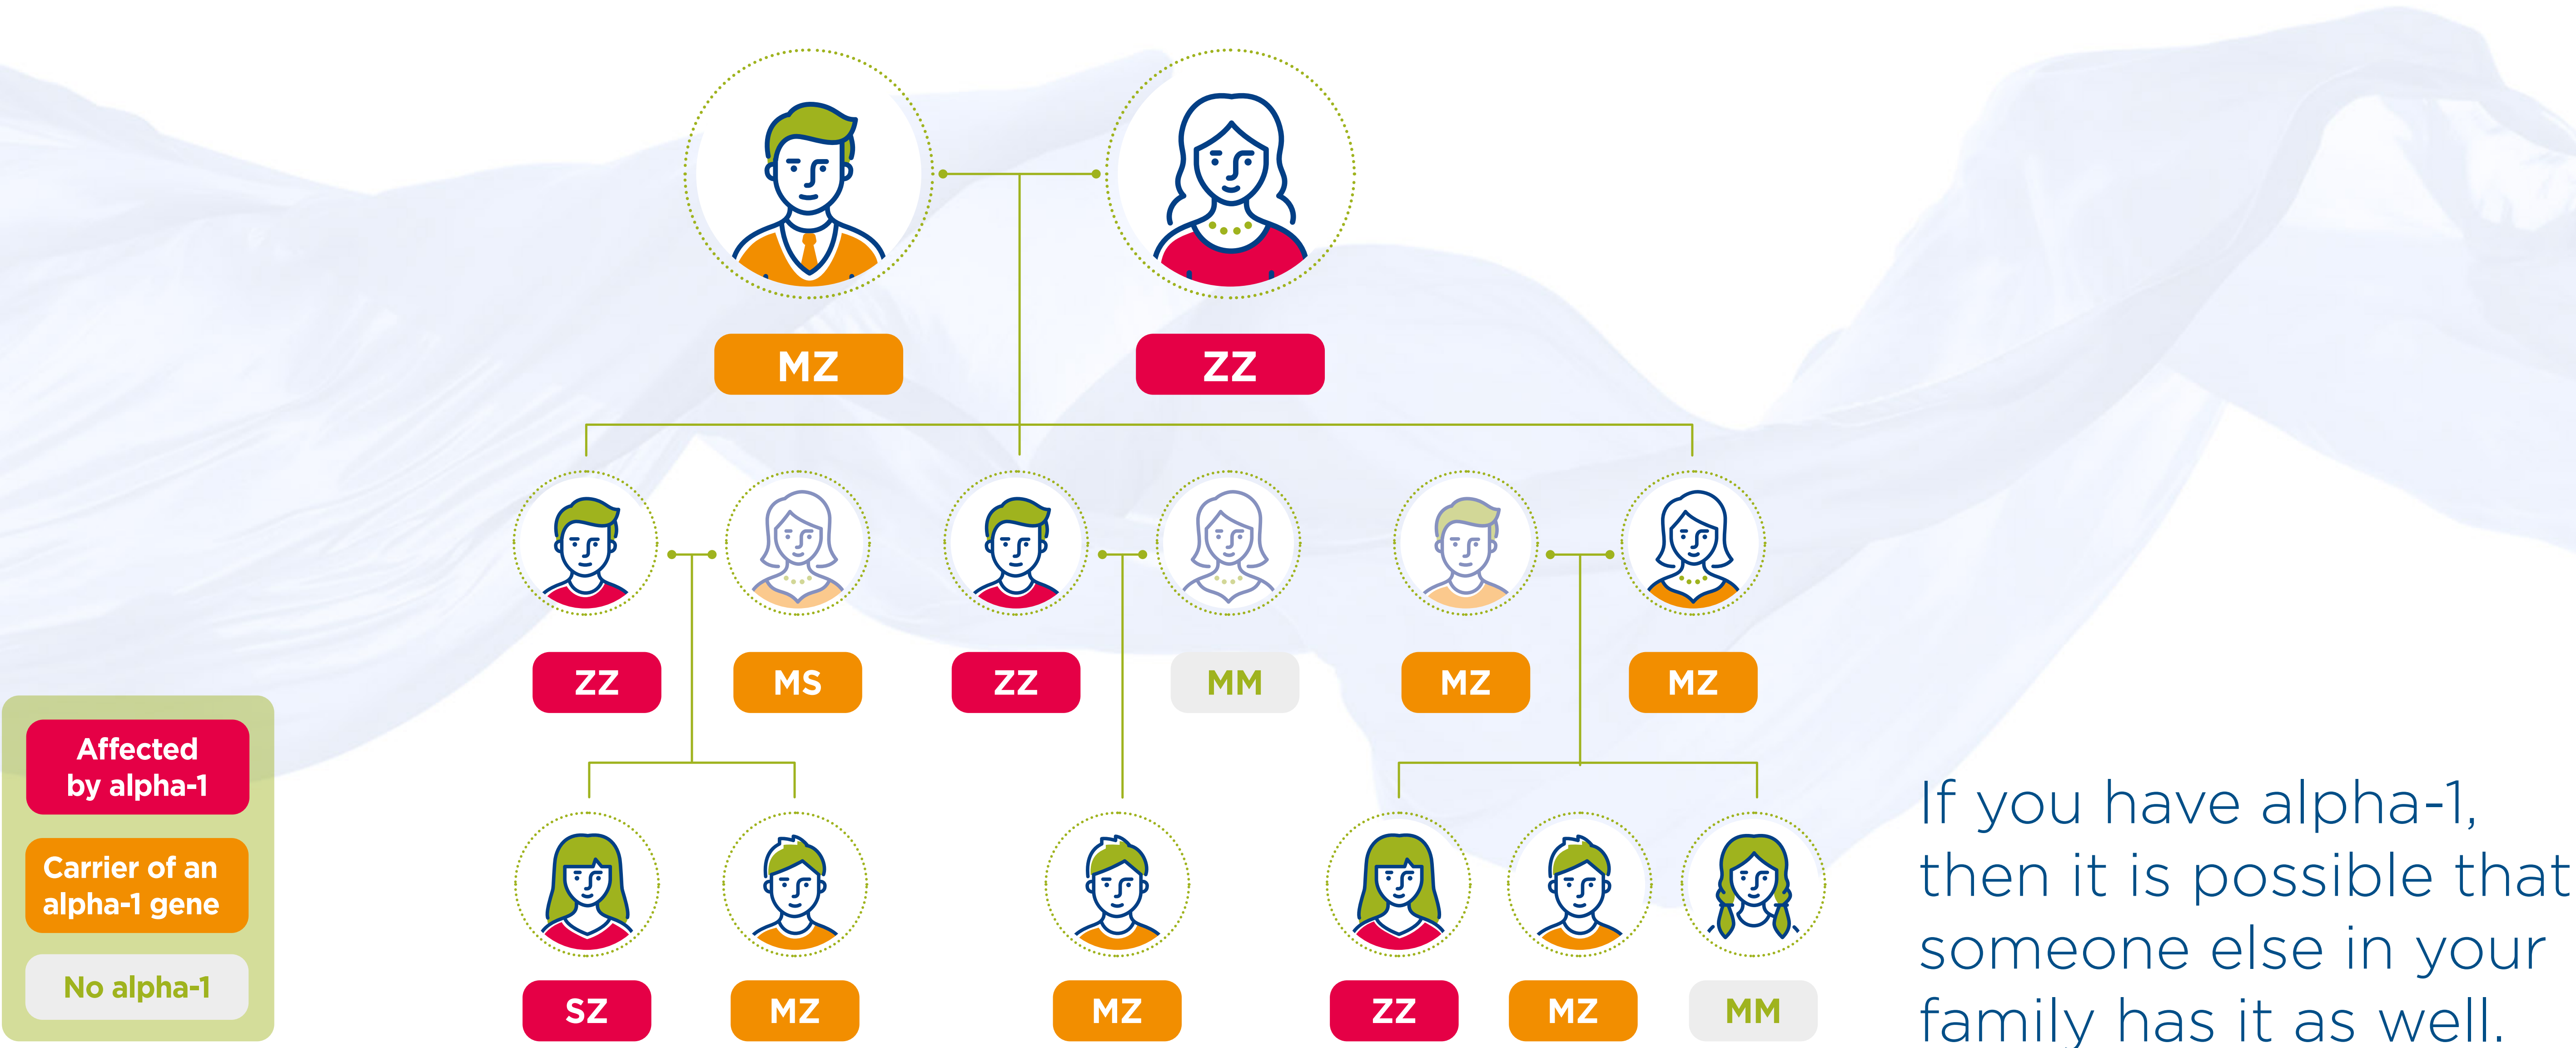 MZ
ZZ
ZZ
MS
ZZ
MM
MZ
MZ
Affected
by alpha-1
Carrier of an
alpha-1 gene
No alpha-1
SZ
MZ
MZ
ZZ
MZ
MM
If you have alpha-1,
then it is possible that
someone else in your
family has it as well.